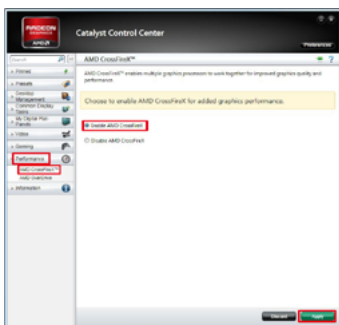 RADEON
GRAPHICS
AMD
Catalyst Control Center
Preferences
Search
AMD CrossFireX™
AMD CrossFireX™ enables multiple graphics processors to work together for improved graphics quality and
performance.
Choose to enable AMD CrossFireX for added graphics performance.
Enable AMD CrossFireX
Disable AMD CrossFireX
Pinned
Presets
Desktop
Management
Common Display
Tasks
My Digital Flat-
Panels
Video
Gaming
Performance
AMD CrossFireX™
AMD OverDrive
Information
Discard
Apply